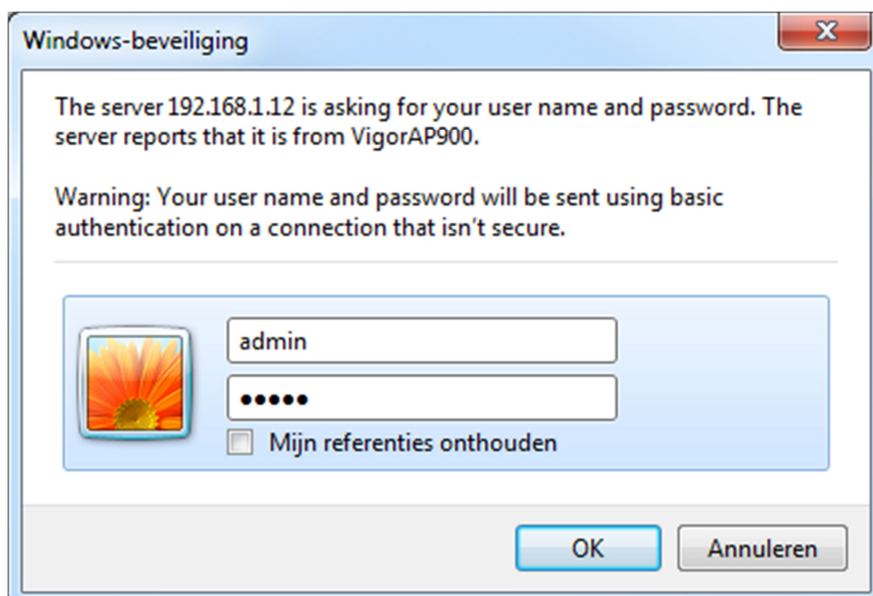 Windows-beveiliging
The server 192.168.1.12 is asking for your user name and password. The
server reports that it is from VigorAP900.
Warning: Your user name and password will be sent using basic
authentication on a connection that isn't secure.
admin
●●●●●
Mijn referenties onthouden
OK
Annuleren